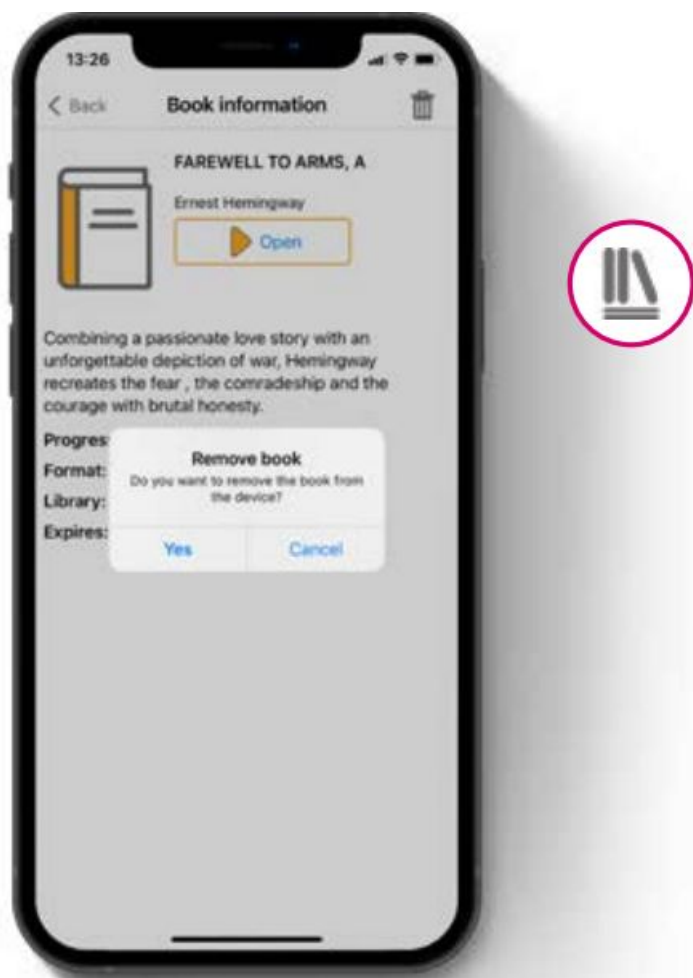 13:26
< Back
Book information
FAREWELL TO ARMS, A
Ernest Hemingway
Open
Combining a passionate love story with an
unforgettable depiction of war, Hemingway
recreates the fear , the comradeship and the
courage with brutal honesty.
Progres
Format:
Library:
Expires:
Remove book
Do you want to remove the book from
the device?
Yes
Cancel